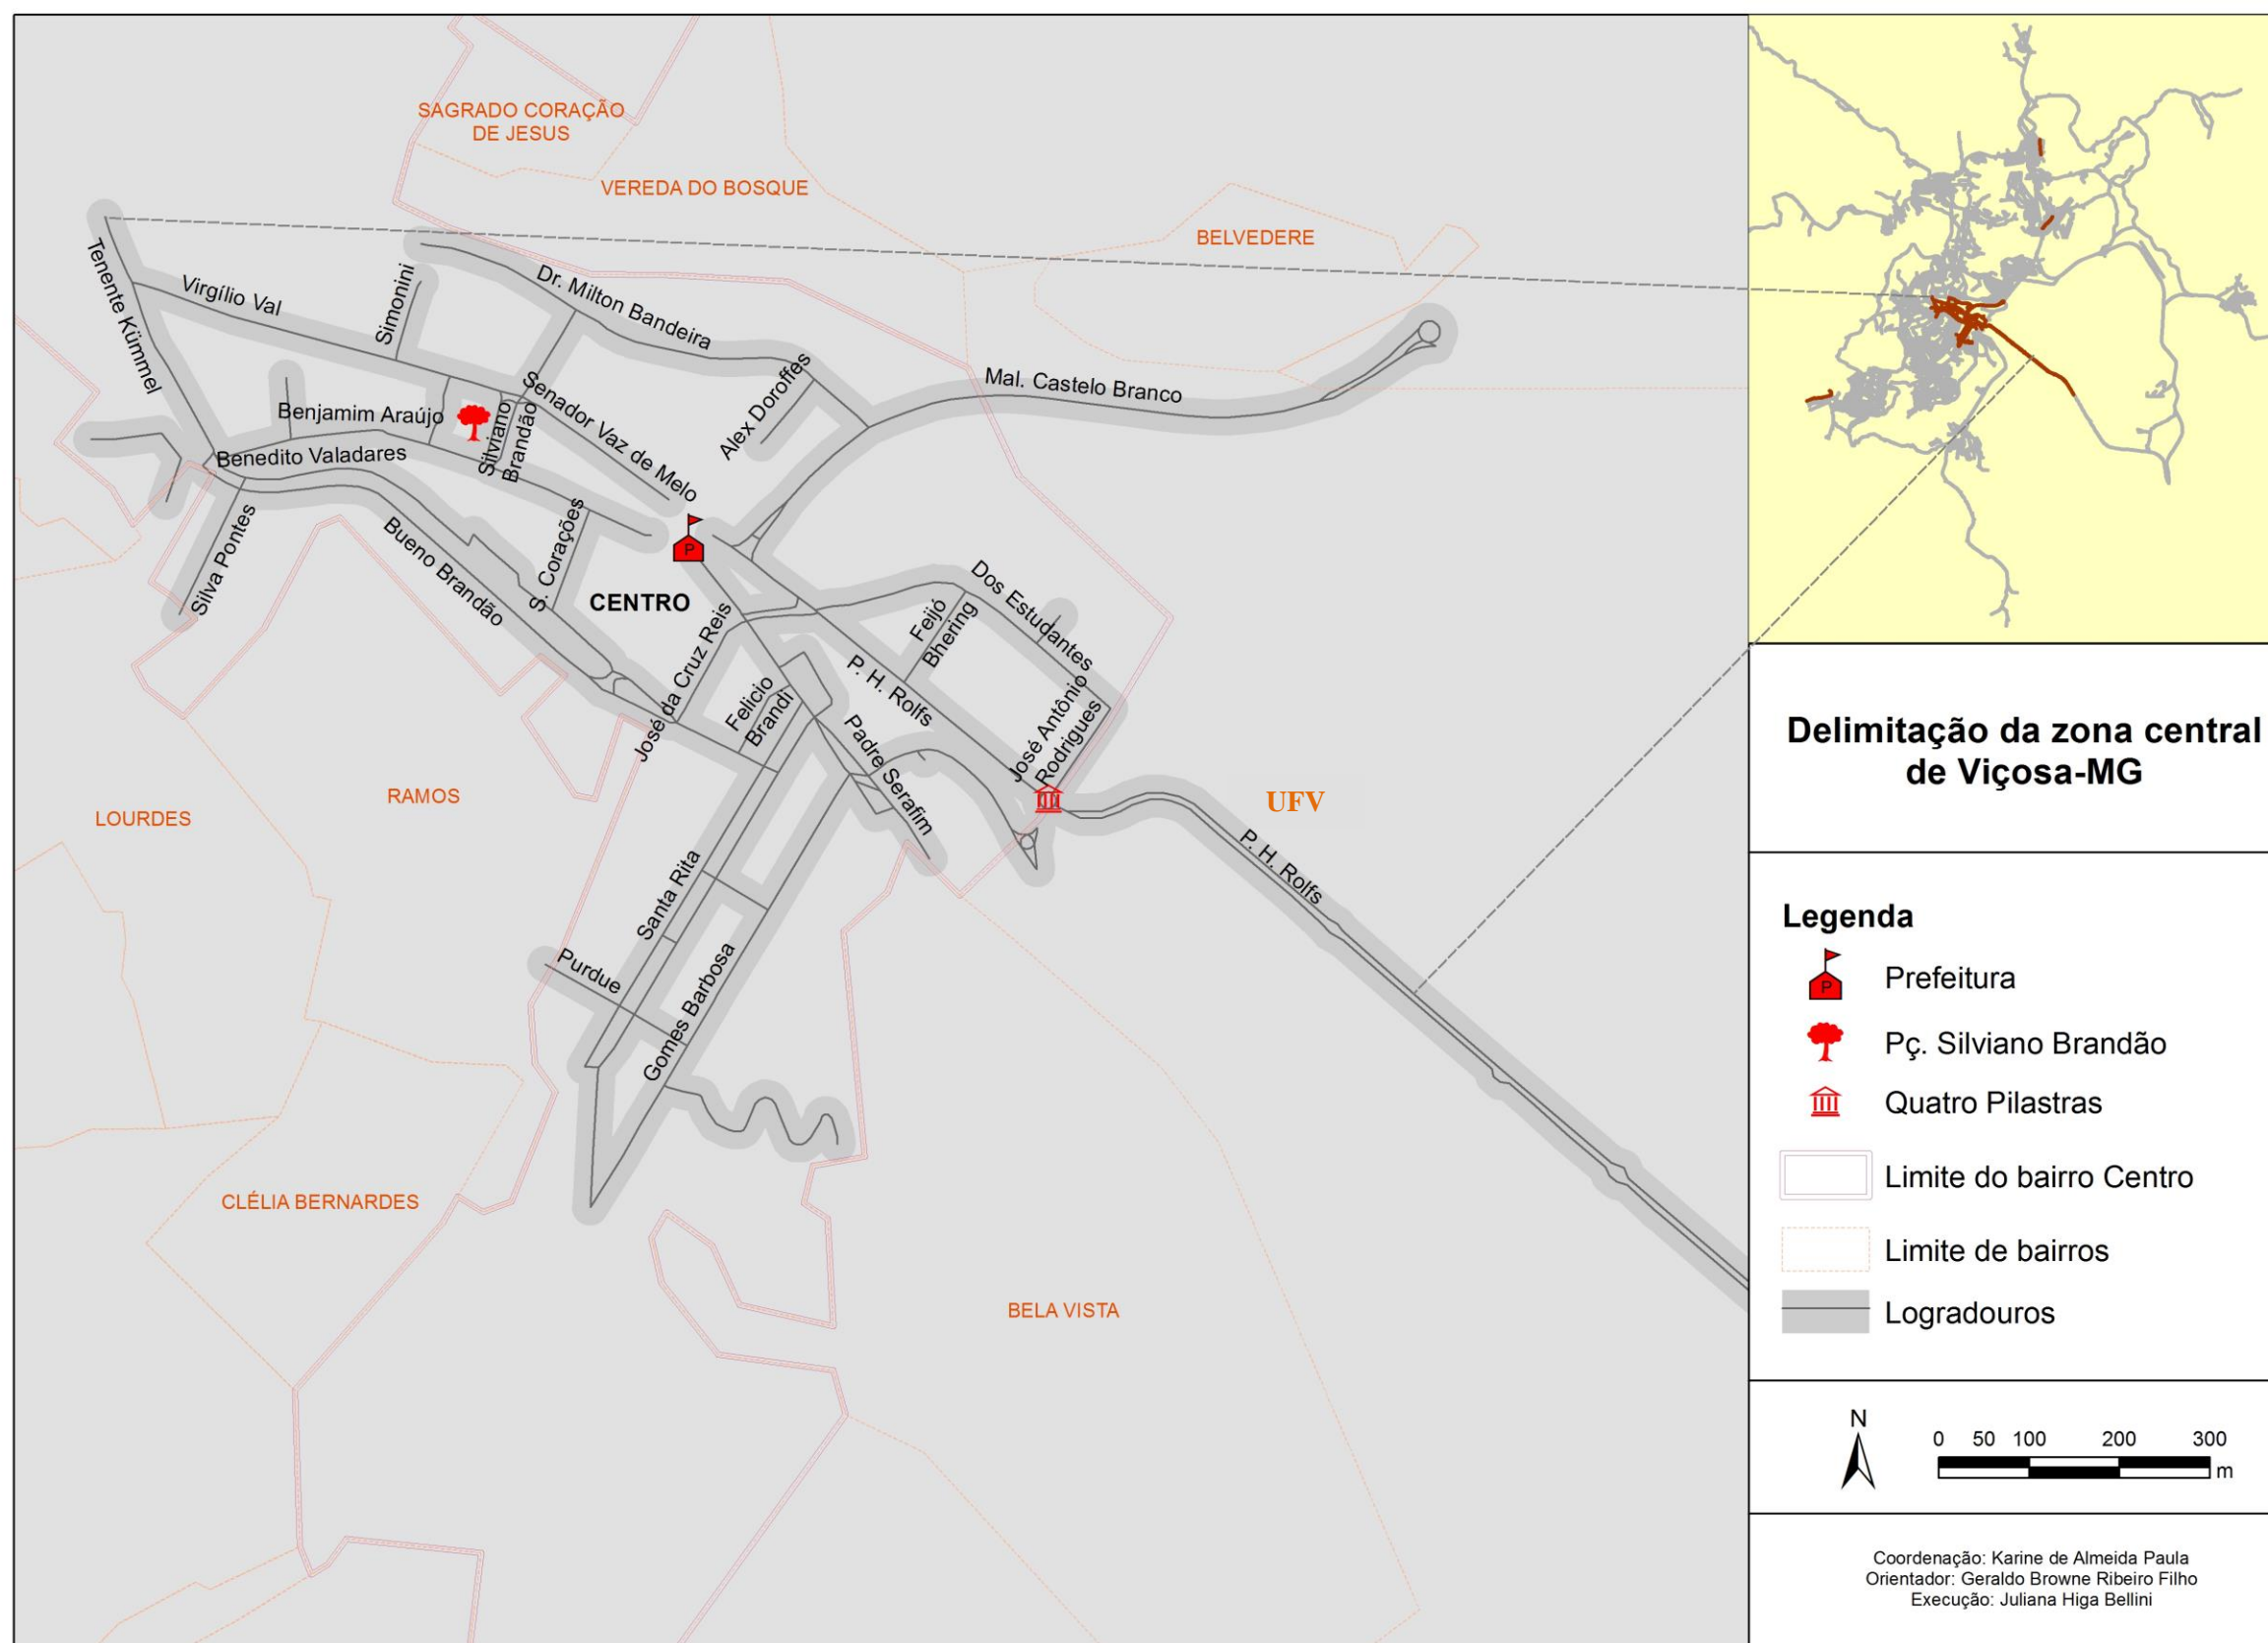 SAGRADO CORAÇÃO
DE JESUS
VEREDA DO BOSQUE
BELVEDERE
Tenente Kümmel
Virgílio Val
Simonini
Dr. Milton Bandeira
Alex Doroffes
Mal. Castelo Branco
Benjamim Araújo
Silviano
Brandão
Senador Vaz de Melo
Benedito Valadares
Silva Pontes
Bueno Brandão
S. Corações
P
CENTRO
José da Cruz Reis
Felicio
Brandi
P. H. Rolfs
Feijó
Bhering
Dos Estudantes
José Antônio
Rodrigues
Padre Serafim
UFV
P. H. Rolfs
LOURDES
RAMOS
Santa Rita
Purdue
Gomes Barbosa
CLÉLIA BERNARDES
BELA VISTA
Delimitação da zona central
de Viçosa-MG
Legenda
P
Prefeitura
Pç. Silviano Brandão
Quatro Pilastras
Limite do bairro Centro
Limite de bairros
Logradouros
N
0 50 100 200 300
m
Coordenação: Karine de Almeida Paula
Orientador: Geraldo Browne Ribeiro Filho
Execução: Juliana Higa Bellini